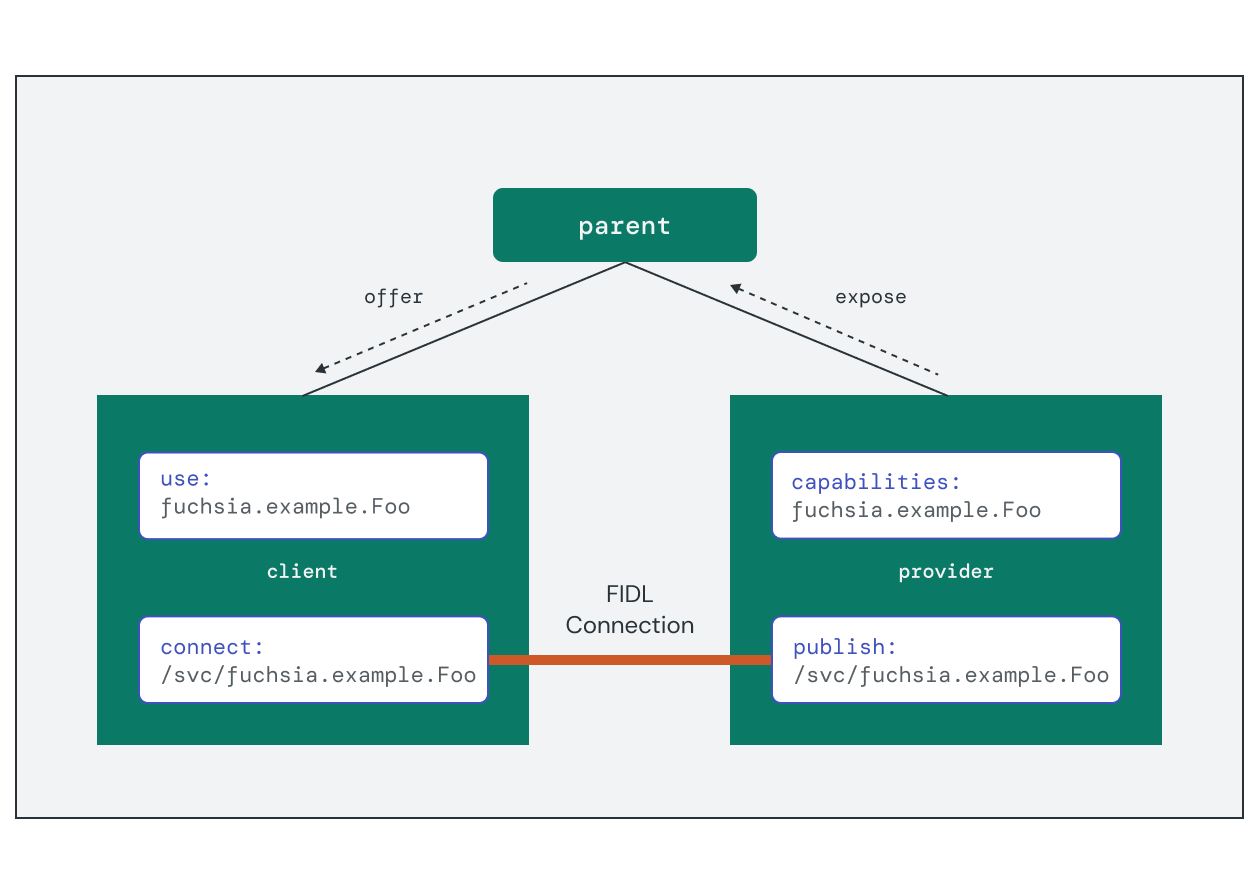 parent
offer
expose
use:
fuchsia.example.Foo
client
connect:
/svc/fuchsia.example.Foo
FIDL
Connection
capabilities:
fuchsia.example.Foo
provider
publish:
/svc/fuchsia.example.Foo